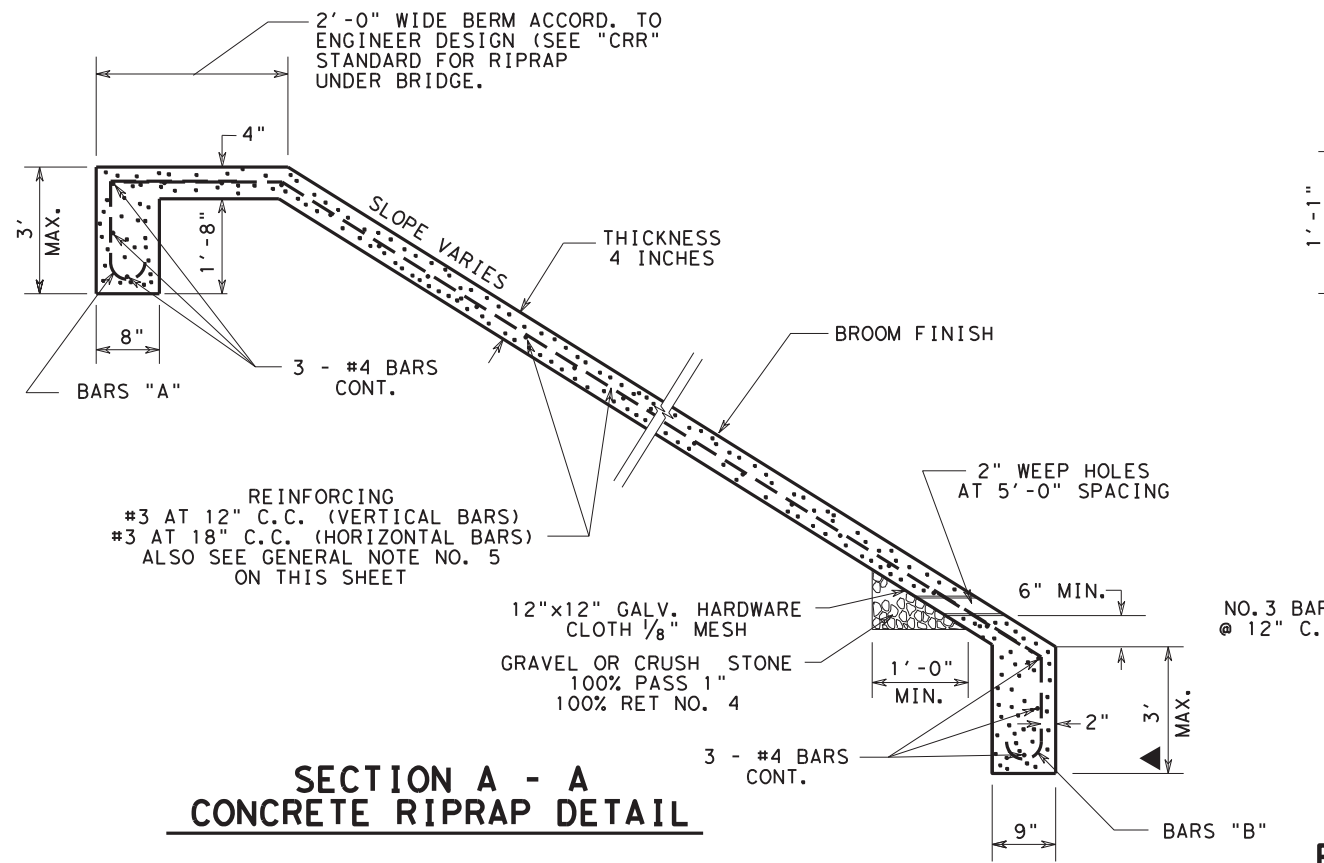 2'-0" WIDE BERM ACCORD. TO
ENGINEER DESIGN (SEE "CRR"
STANDARD FOR RIPRAP
UNDER BRIDGE.
4"
3'
MAX.
1'-8"
8"
BARS "A"
3 - #4 BARS
CONT.
SLOPE VARIES
THICKNESS
4 INCHES
BROOM FINISH
1'-1"
REINFORCING
#3 AT 12" C.C. (VERTICAL BARS)
#3 AT 18" C.C. (HORIZONTAL BARS)
ALSO SEE GENERAL NOTE NO. 5
ON THIS SHEET
2" WEEP HOLES
AT 5'-0" SPACING
12"x12" GALV. HARDWARE
CLOTH 1/8" MESH
6" MIN.
NO.3 BAR
@ 12" C.
GRAVEL OR CRUSH STONE
100% PASS 1"
100% RET NO. 4
1'-0"
MIN.
2"
3'
MAX.
3 - #4 BARS
CONT.
9"
BARS "B"
SECTION A - A
CONCRETE RIPRAP DETAIL